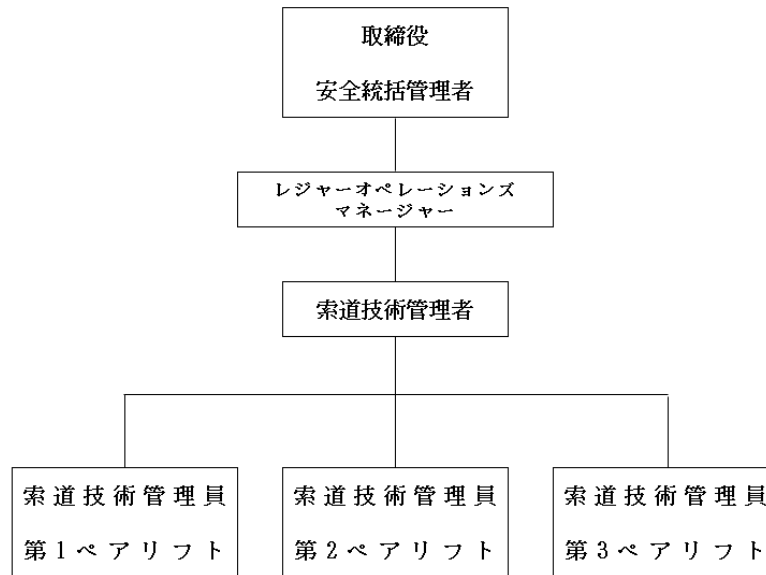 取締役
安全統括管理者
レジャーオペレーションズ
マネージャー
索道技術管理者
索道技術管理員
第1ペアリフト
索道技術管理員
第2ペアリフト
索道技術管理員
第3ペアリフト